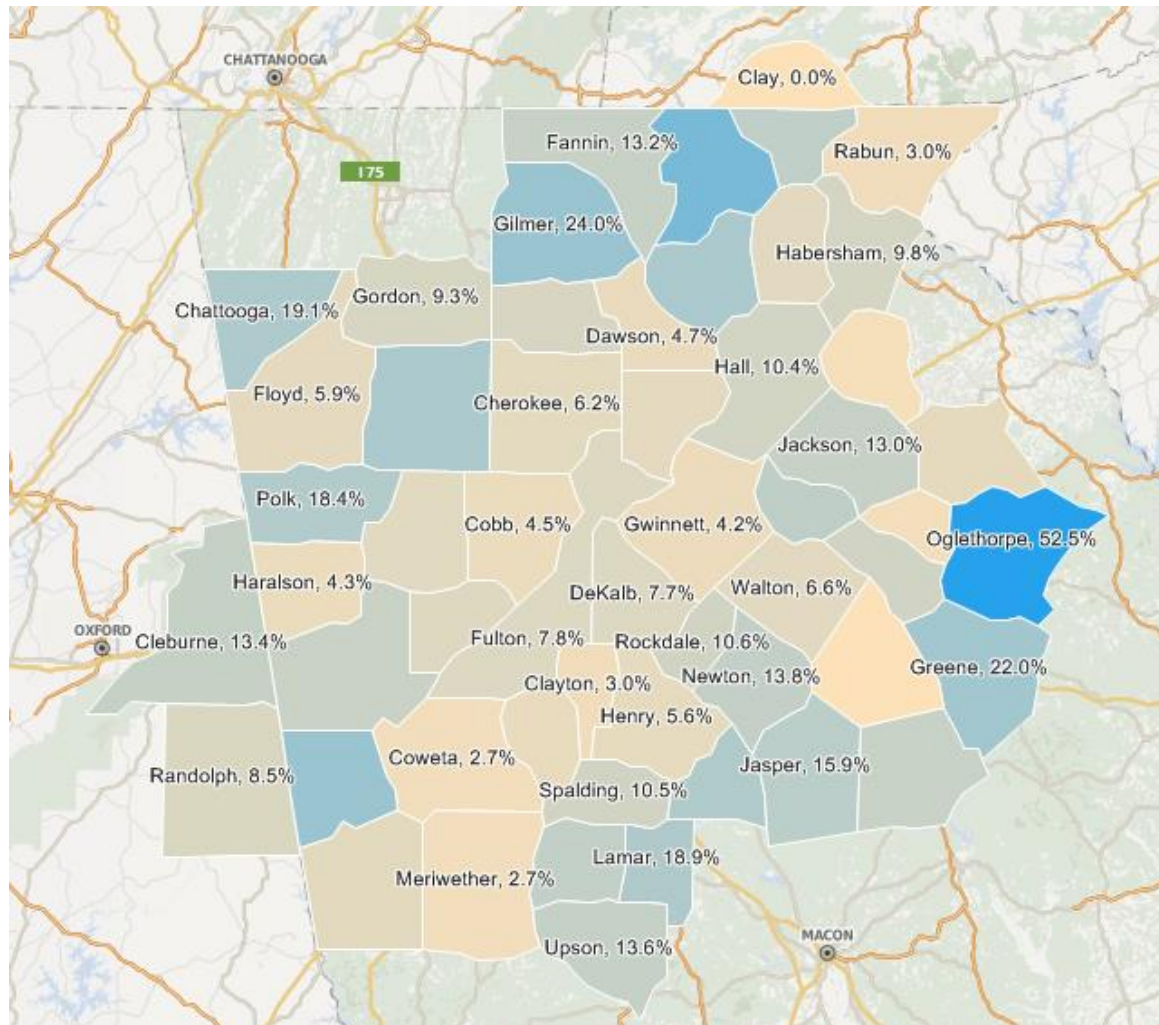 CHATTANOOGA
Clay, 0.0%
Fannin, 13.2%
Rabun, 3.0%
I 75
Gilmer, 24.0%
Habersham, 9.8%
Gordon, 9.3%
Chattooga, 19.1%
Dawson, 4.7%
Hall, 10.4%
Floyd, 5.9%
Cherokee, 6.2%
Jackson, 13.0%
Polk, 18.4%
Cobb, 4.5%
Gwinnett, 4.2%
Oglethorpe, 52.5%
Haralson, 4.3%
DeKalb, 7.7%
Walton, 6.6%
OXFORD
Cleburne, 13.4%
Fulton, 7.8%
Rockdale, 10.6%
Greene, 22.0%
Clayton, 3.0%
Newton, 13.8%
Henry, 5.6%
Coweta, 2.7%
Jasper, 15.9%
Randolph, 8.5%
Spalding, 10.5%
Lamar, 18.9%
Meriwether, 2.7%
MACON
Upson, 13.6%